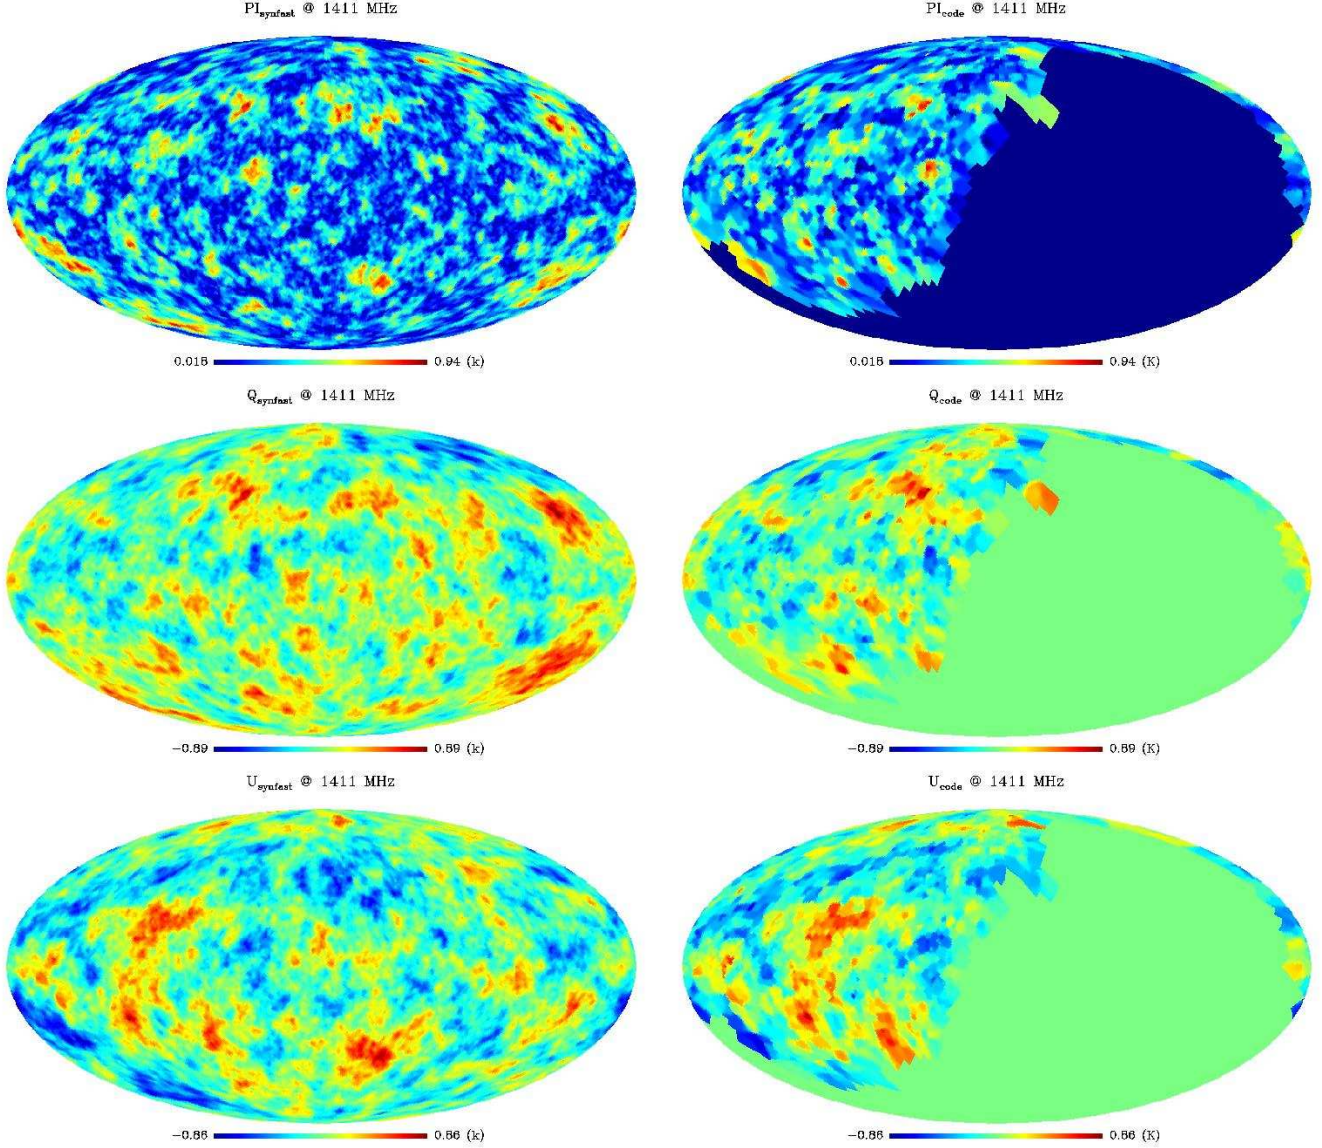 PI_synfast @ 1411 MHz
PI_code @ 1411 MHz
0.016 0.94 (k)
0.016 0.94 (K)
Q_synfast @ 1411 MHz
Q_code @ 1411 MHz
−0.89 0.89 (k)
−0.89 0.89 (K)
U_synfast @ 1411 MHz
U_code @ 1411 MHz
−0.86 0.86 (k)
−0.86 0.86 (K)